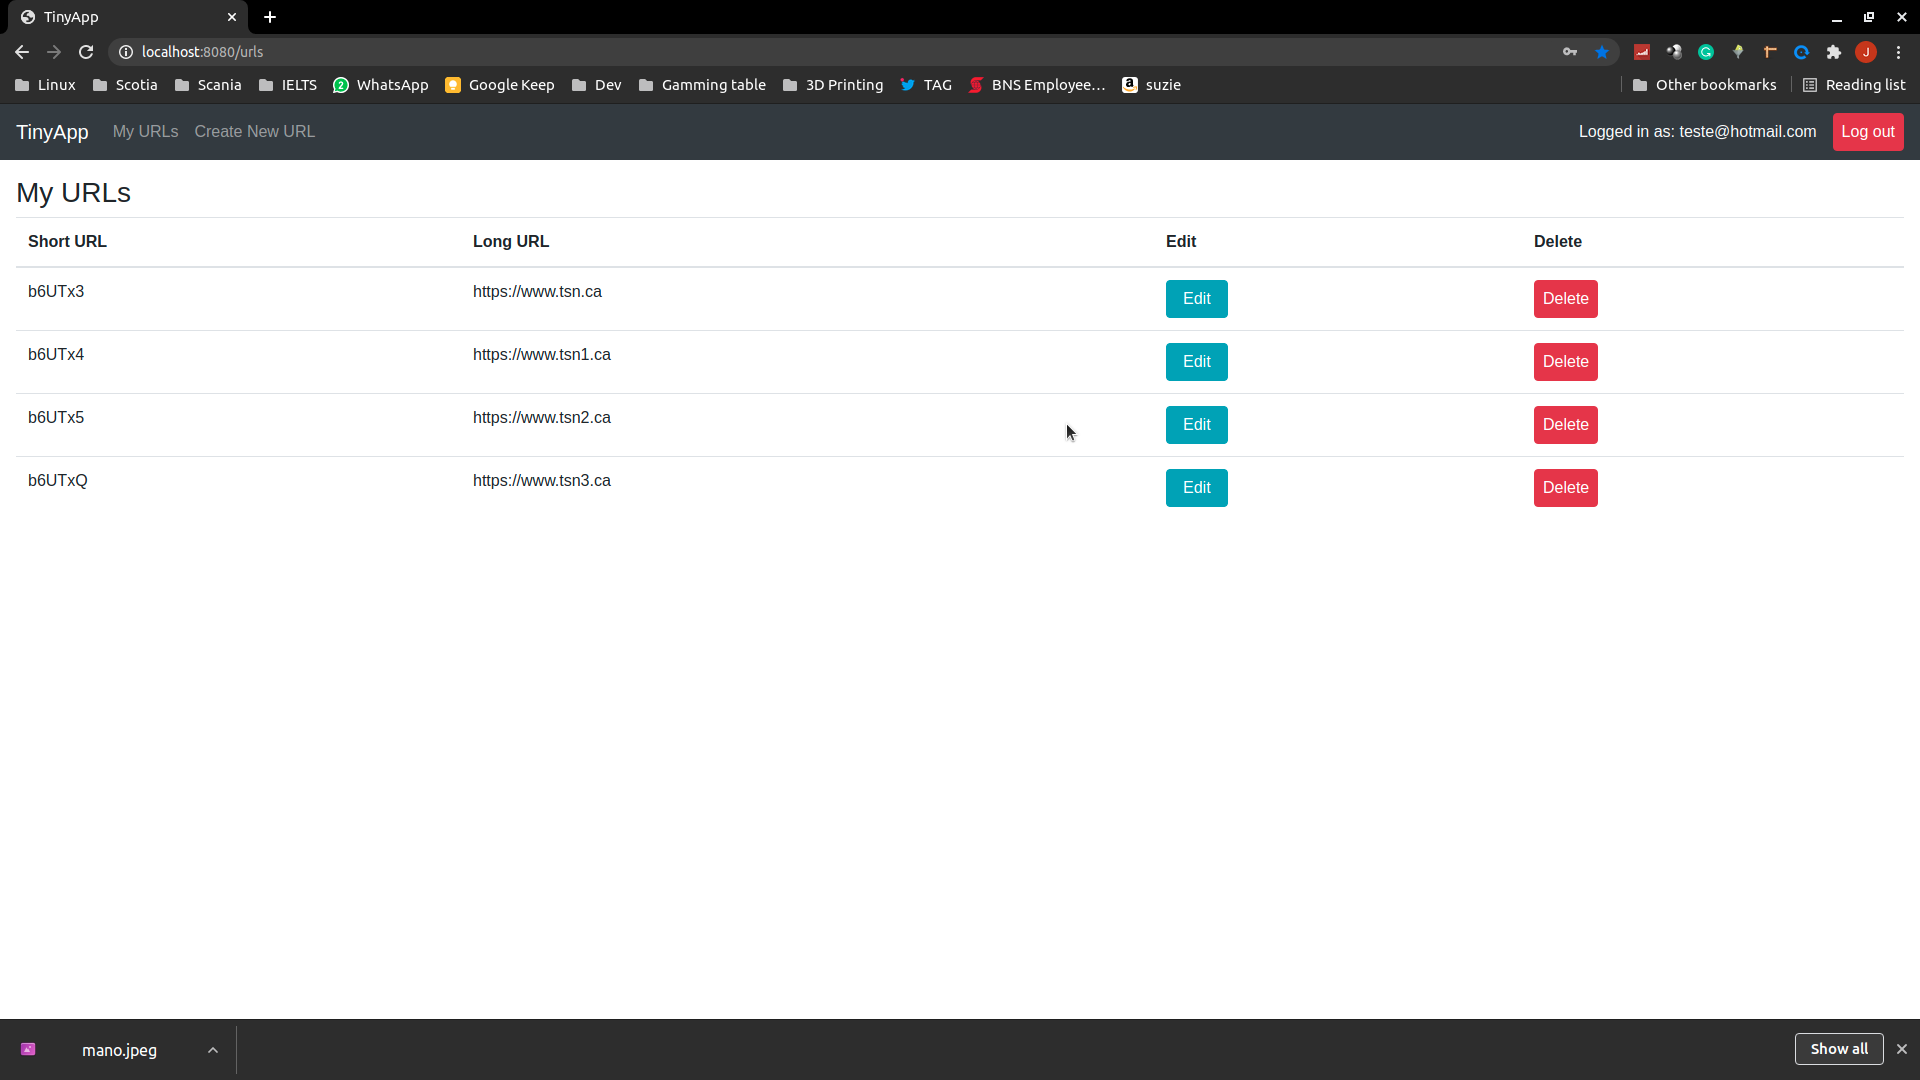 TinyApp
localhost:8080/urls
J
Linux Scotia Scania IELTS 2 WhatsApp Google Keep Dev Gamming table 3D Printing TAG BNS Employee… a suzie Other bookmarks Reading list
TinyApp My URLs Create New URL Logged in as: teste@hotmail.com Log out
My URLs
Short URL Long URL Edit Delete
b6UTx3 https://www.tsn.ca Edit Delete
b6UTx4 https://www.tsn1.ca Edit Delete
b6UTx5 https://www.tsn2.ca Edit Delete
b6UTxQ https://www.tsn3.ca Edit Delete
mano.jpeg Show all